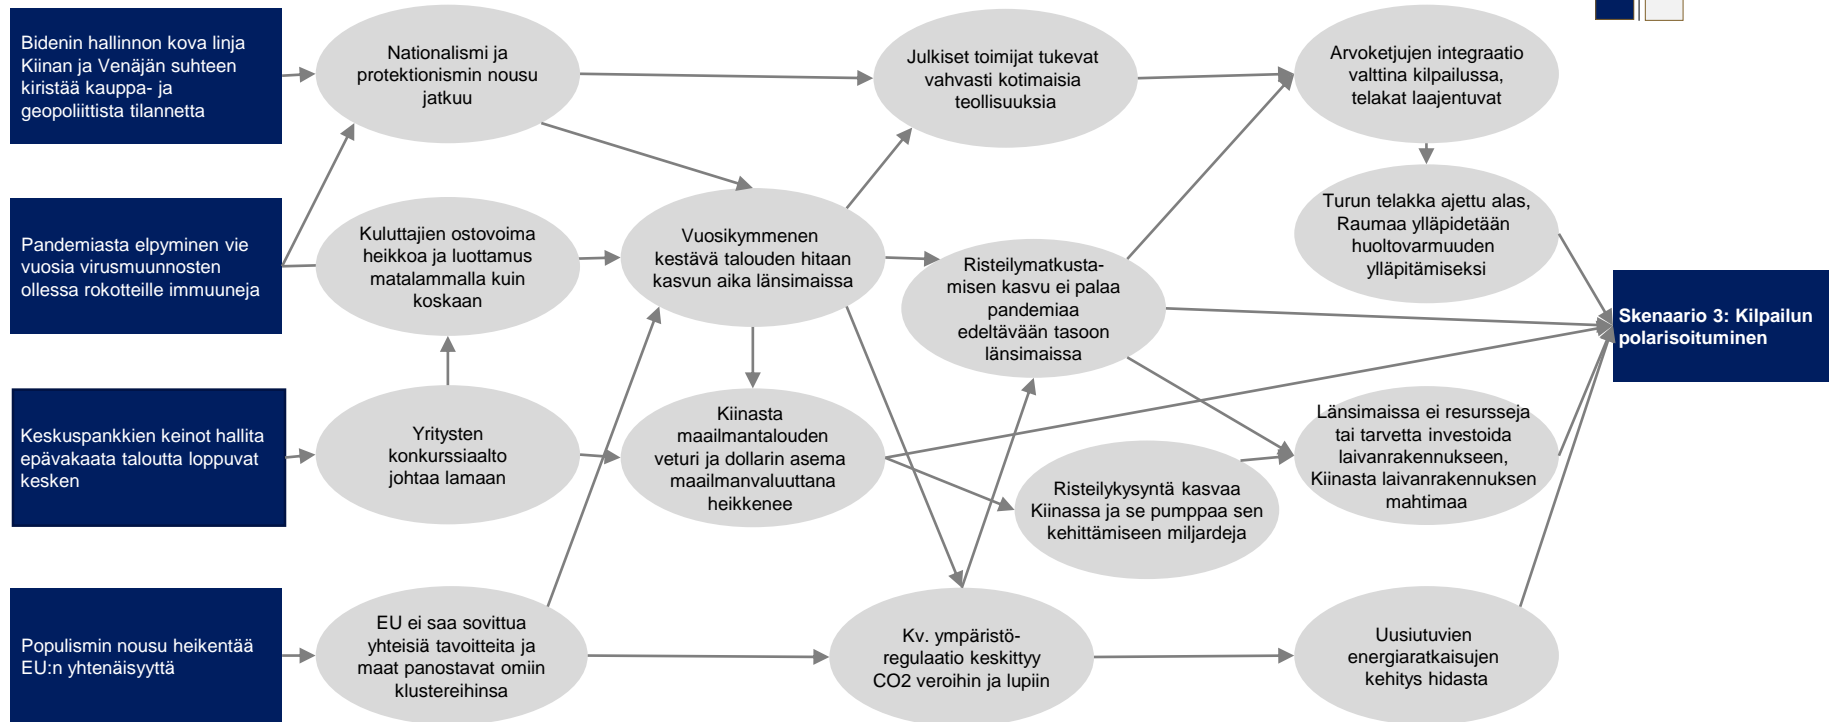 Bidenin hallinnon kova linja
Kiinan ja Venäjän suhteen
kiristää kauppa- ja
geopoliittista tilannetta
Nationalismi ja
protektionismin nousu
jatkuu
Julkiset toimijat tukevat
vahvasti kotimaisia
teollisuuksia
Arvoketjujen integraatio
valttina kilpailussa,
telakat laajentuvat
Pandemiasta elpyminen vie
vuosia virusmuunnosten
ollessa rokotteille immuuneja
Kuluttajien ostovoima
heikkoa ja luottamus
matalammalla kuin
koskaan
Vuosikymmenen
kestävä talouden hitaan
kasvun aika länsimaissa
Risteilymatkusta-
misen kasvu ei palaa
pandemiaa
edeltävään tasoon
länsimaissa
Turun telakka ajettu alas,
Raumaa ylläpidetään
huoltovarmuuden
ylläpitämiseksi
Skenaario 3: Kilpailun
polarisoituminen
Keskuspankkien keinot hallita
epävakaata taloutta loppuvat
kesken
Yritysten
konkurssiaalto
johtaa lamaan
Kiinasta
maailmantalouden
veturi ja dollarin asema
maailmanvaluuttana
heikkenee
Risteilykysyntä kasvaa
Kiinassa ja se pumppaa sen
kehittämiseen miljardeja
Länsimaissa ei resursseja
tai tarvetta investoida
laivanrakennukseen,
Kiinasta laivanrakennuksen
mahtimaa
Populismin nousu heikentää
EU:n yhtenäisyyttä
EU ei saa sovittua
yhteisiä tavoitteita ja
maat panostavat omiin
klustereihinsa
Kv. ympäristö-
regulaatio keskittyy
CO2 veroihin ja lupiin
Uusiutuvien
energiaratkaisujen
kehitys hidasta